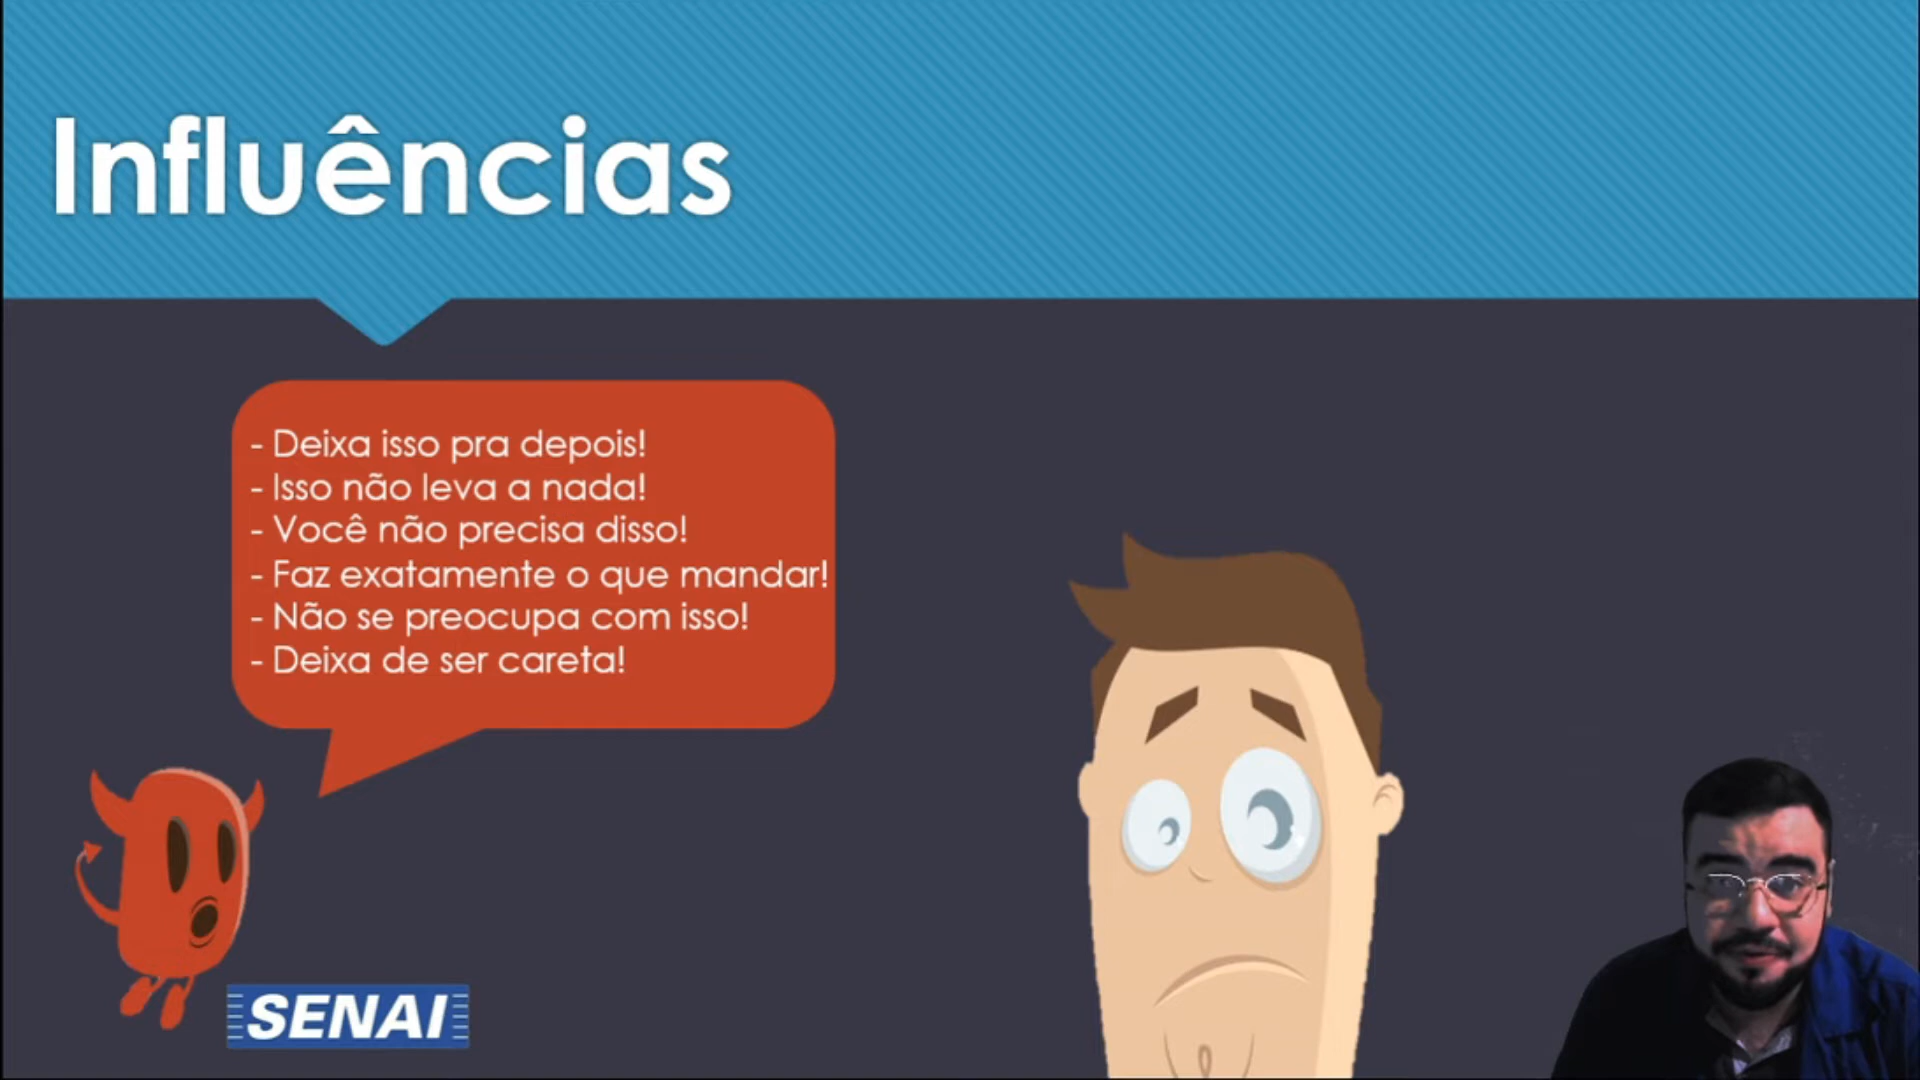 Influências
- Deixa isso pra depois!
- Isso não leva a nada!
- Você não precisa disso!
- Faz exatamente o que mandar!
- Não se preocupa com isso!
- Deixa de ser careta!
SENAI